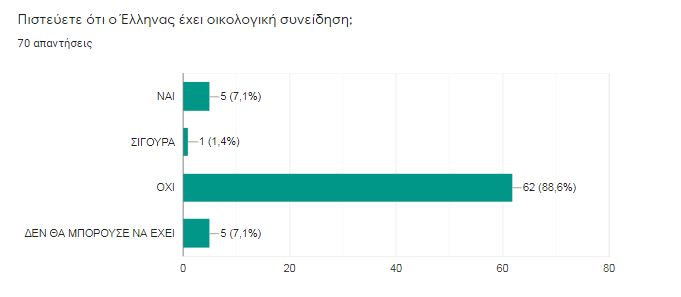 Πιστεύετε ότι ο Έλληνας έχει οικολογική συνείδηση;
70 απαντήσεις
ΝΑΙ 5 (7,1%)
ΣΙΓΟΥΡΑ 1 (1,4%)
ΟΧΙ 62 (88,6%)
ΔΕΝ ΘΑ ΜΠΟΡΟΥΣΕ ΝΑ ΕΧΕΙ 5 (7,1%)
0 20 40 60 80